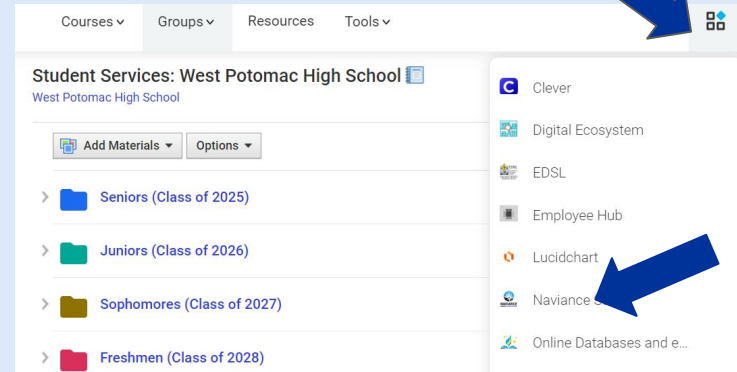 Courses Groups Resources Tools
Student Services: West Potomac High School
West Potomac High School
Add Materials Options
Seniors (Class of 2025)
Juniors (Class of 2026)
Sophomores (Class of 2027)
Freshmen (Class of 2028)
Clever
Digital Ecosystem
EDSL
Employee Hub
Lucidchart
Naviance
Online Databases and e...